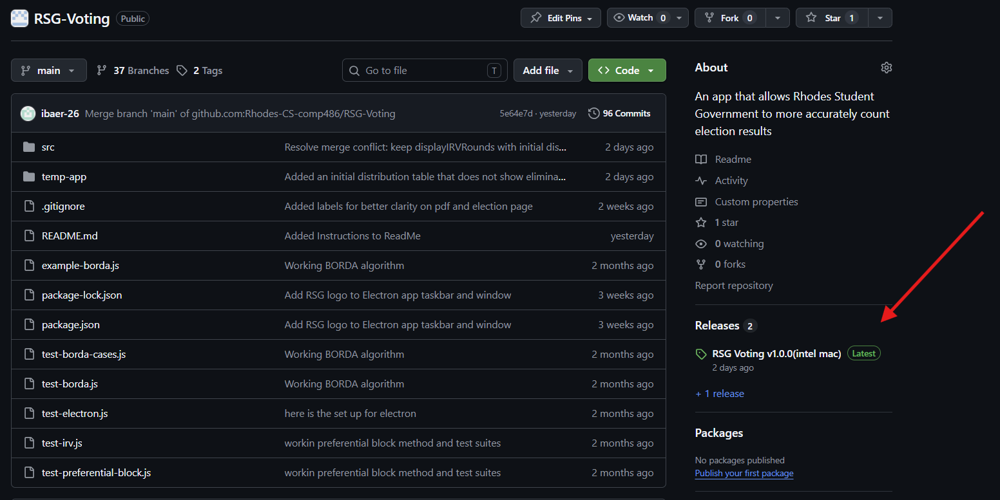 RSG-Voting Public Edit Pins Watch 0 Fork 0 Star 1
main 37 Branches 2 Tags Go to file T Add file Code
ibaer-26 Merge branch 'main' of github.com:Rhodes-CS-comp486/RSG-Voting 5e64e7d · yesterday 96 Commits
src Resolve merge conflict: keep displayIRVRounds with initial dis... 2 days ago
temp-app Added an initial distribution table that does not show elimina... 2 days ago
.gitignore Added labels for better clarity on pdf and election page 2 weeks ago
README.md Added Instructions to ReadMe yesterday
example-borda.js Working BORDA algorithm 2 months ago
package-lock.json Add RSG logo to Electron app taskbar and window 3 weeks ago
package.json Add RSG logo to Electron app taskbar and window 3 weeks ago
test-borda-cases.js Working BORDA algorithm 2 months ago
test-borda.js Working BORDA algorithm 2 months ago
test-electron.js here is the set up for electron 2 months ago
test-irv.js workin preferential block method and test suites 2 months ago
test-preferential-block.js workin preferential block method and test suites 2 months ago
About
An app that allows Rhodes Student
Government to more accurately count
election results
Readme
Activity
Custom properties
1 star
0 watching
0 forks
Report repository
Releases 2
RSG Voting v1.0.0(intel mac) Latest
2 days ago
+ 1 release
Packages
No packages published
Publish your first package